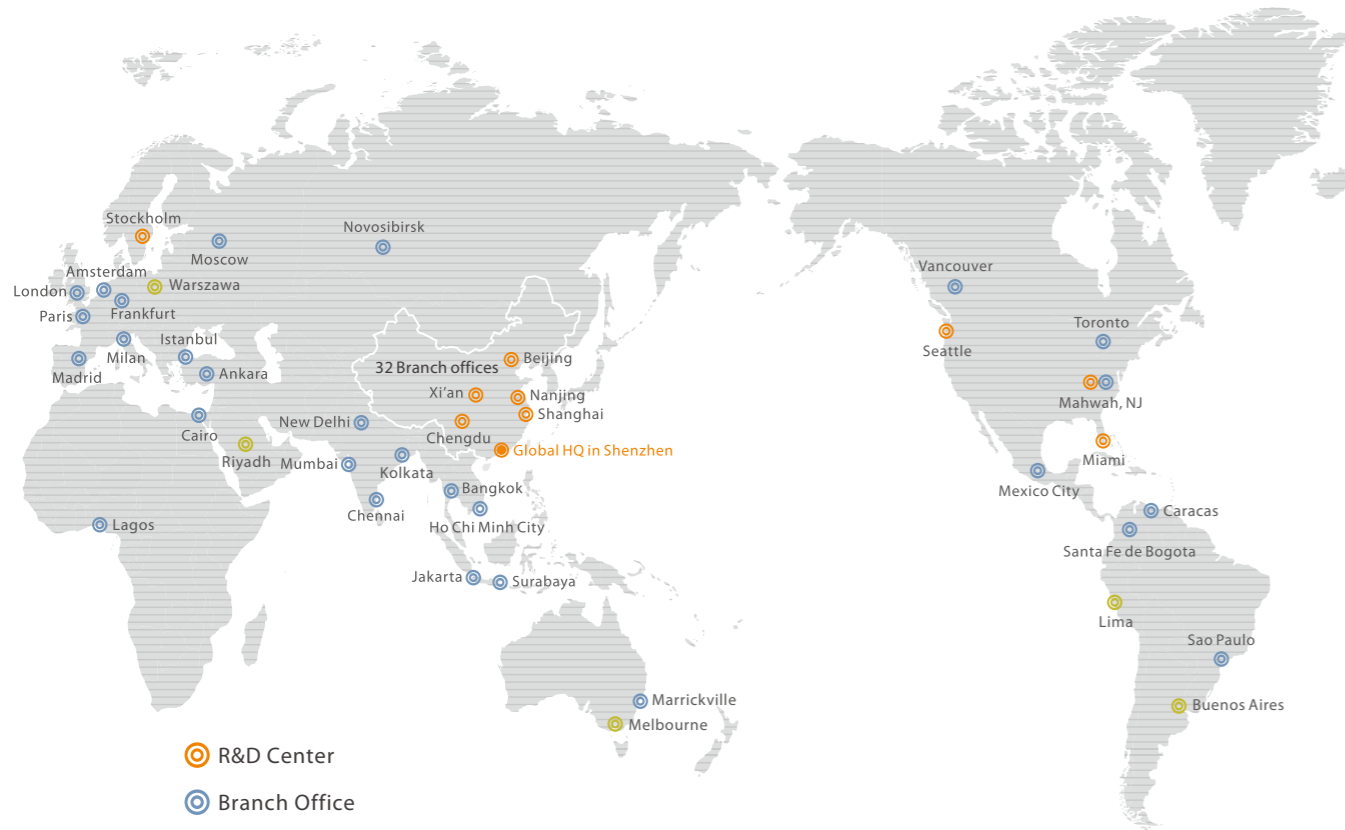 Stockholm
Novosibirsk
Moscow
Amsterdam
Vancouver
London
Warszawa
Paris
Frankfurt
Toronto
Istanbul
Seattle
Milan
Beijing
32 Branch offices
Madrid
Ankara
Xi'an
Nanjing
Mahwah, NJ
Shanghai
New Delhi
Cairo
Chengdu
Global HQ in Shenzhen
Miami
Riyadh
Mumbai
Kolkata
Bangkok
Mexico City
Chennai
Caracas
Lagos
Ho Chi Minh City
Santa Fe de Bogota
Jakarta
Surabaya
Lima
Sao Paulo
Marrickville
Buenos Aires
Melbourne
R&D Center
Branch Office